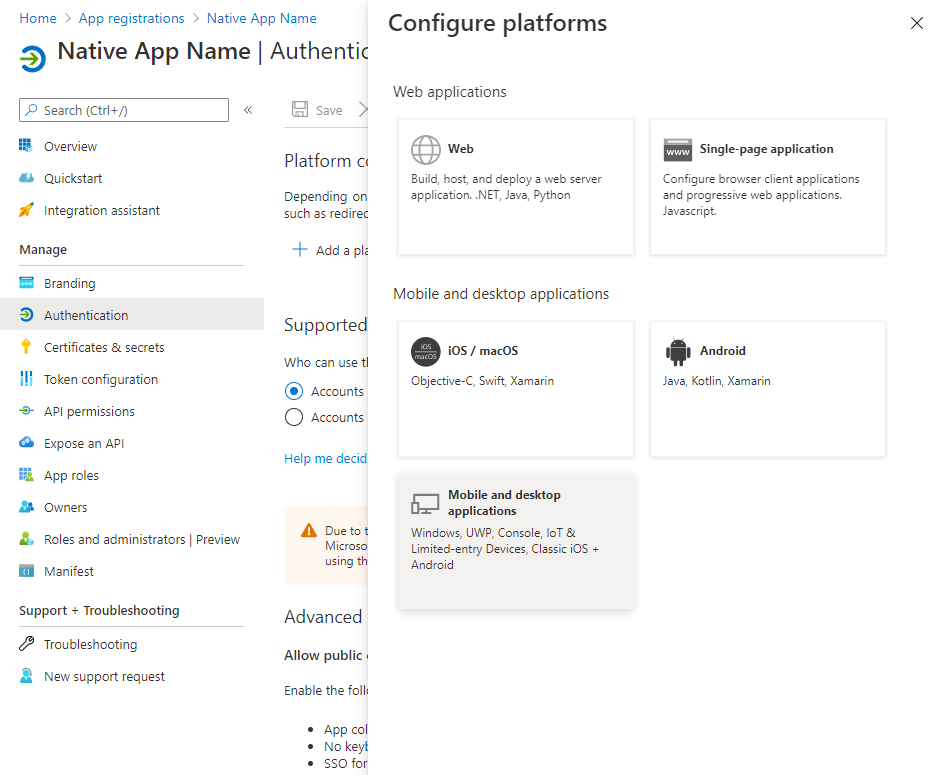 Home > App registrations > Native App Name
Native App Name | Authentic
Search (Ctrl+/)
«
Overview
Quickstart
Integration assistant
Manage
Branding
Authentication
Certificates & secrets
Token configuration
API permissions
Expose an API
App roles
Owners
Roles and administrators | Preview
Manifest
Support + Troubleshooting
Troubleshooting
New support request
Save
Platform co
Depending on
such as redirec
Add a pla
Supported
Who can use th
Accounts
Accounts
Help me decid
Due to t
Microso
using th
Advanced
Allow public
Enable the follo
App col
No keyb
SSO for
Configure platforms
Web applications
Web
Build, host, and deploy a web server
application. .NET, Java, Python
www
Single-page application
Configure browser client applications
and progressive web applications.
Javascript.
Mobile and desktop applications
iOS
macOS
iOS / macOS
Objective-C, Swift, Xamarin
Android
Java, Kotlin, Xamarin
Mobile and desktop
applications
Windows, UWP, Console, IoT &
Limited-entry Devices, Classic iOS +
Android